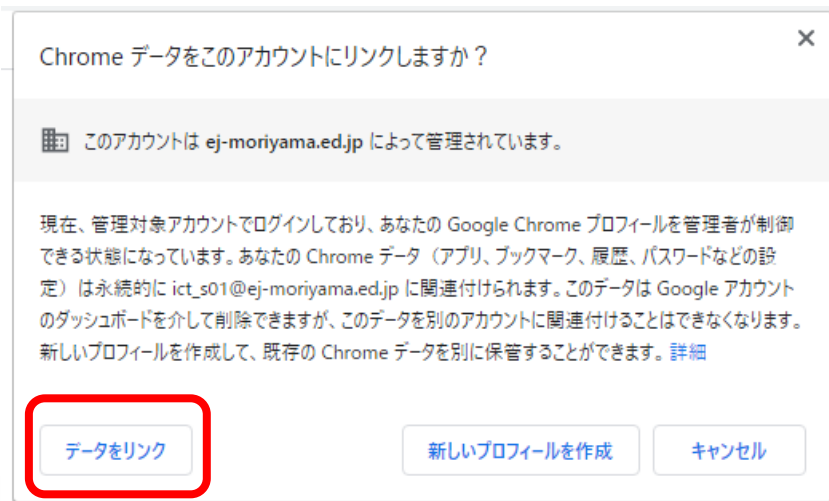 Chrome データをこのアカウントにリンクしますか?
このアカウントは ej-moriyama.ed.jp によって管理されています。
現在、管理対象アカウントでログインしており、あなたの Google Chrome プロフィールを管理者が制御
できる状態になっています。あなたの Chrome データ(アプリ、ブックマーク、履歴、パスワードなどの設
定)は永続的に ict_s01@ej-moriyama.ed.jp に関連付けられます。このデータは Google アカウント
のダッシュボードを介して削除できますが、このデータを別のアカウントに関連付けることはできなくなります。
新しいプロフィールを作成して、既存の Chrome データを別に保管することができます。詳細
データをリンク
新しいプロフィールを作成
キャンセル